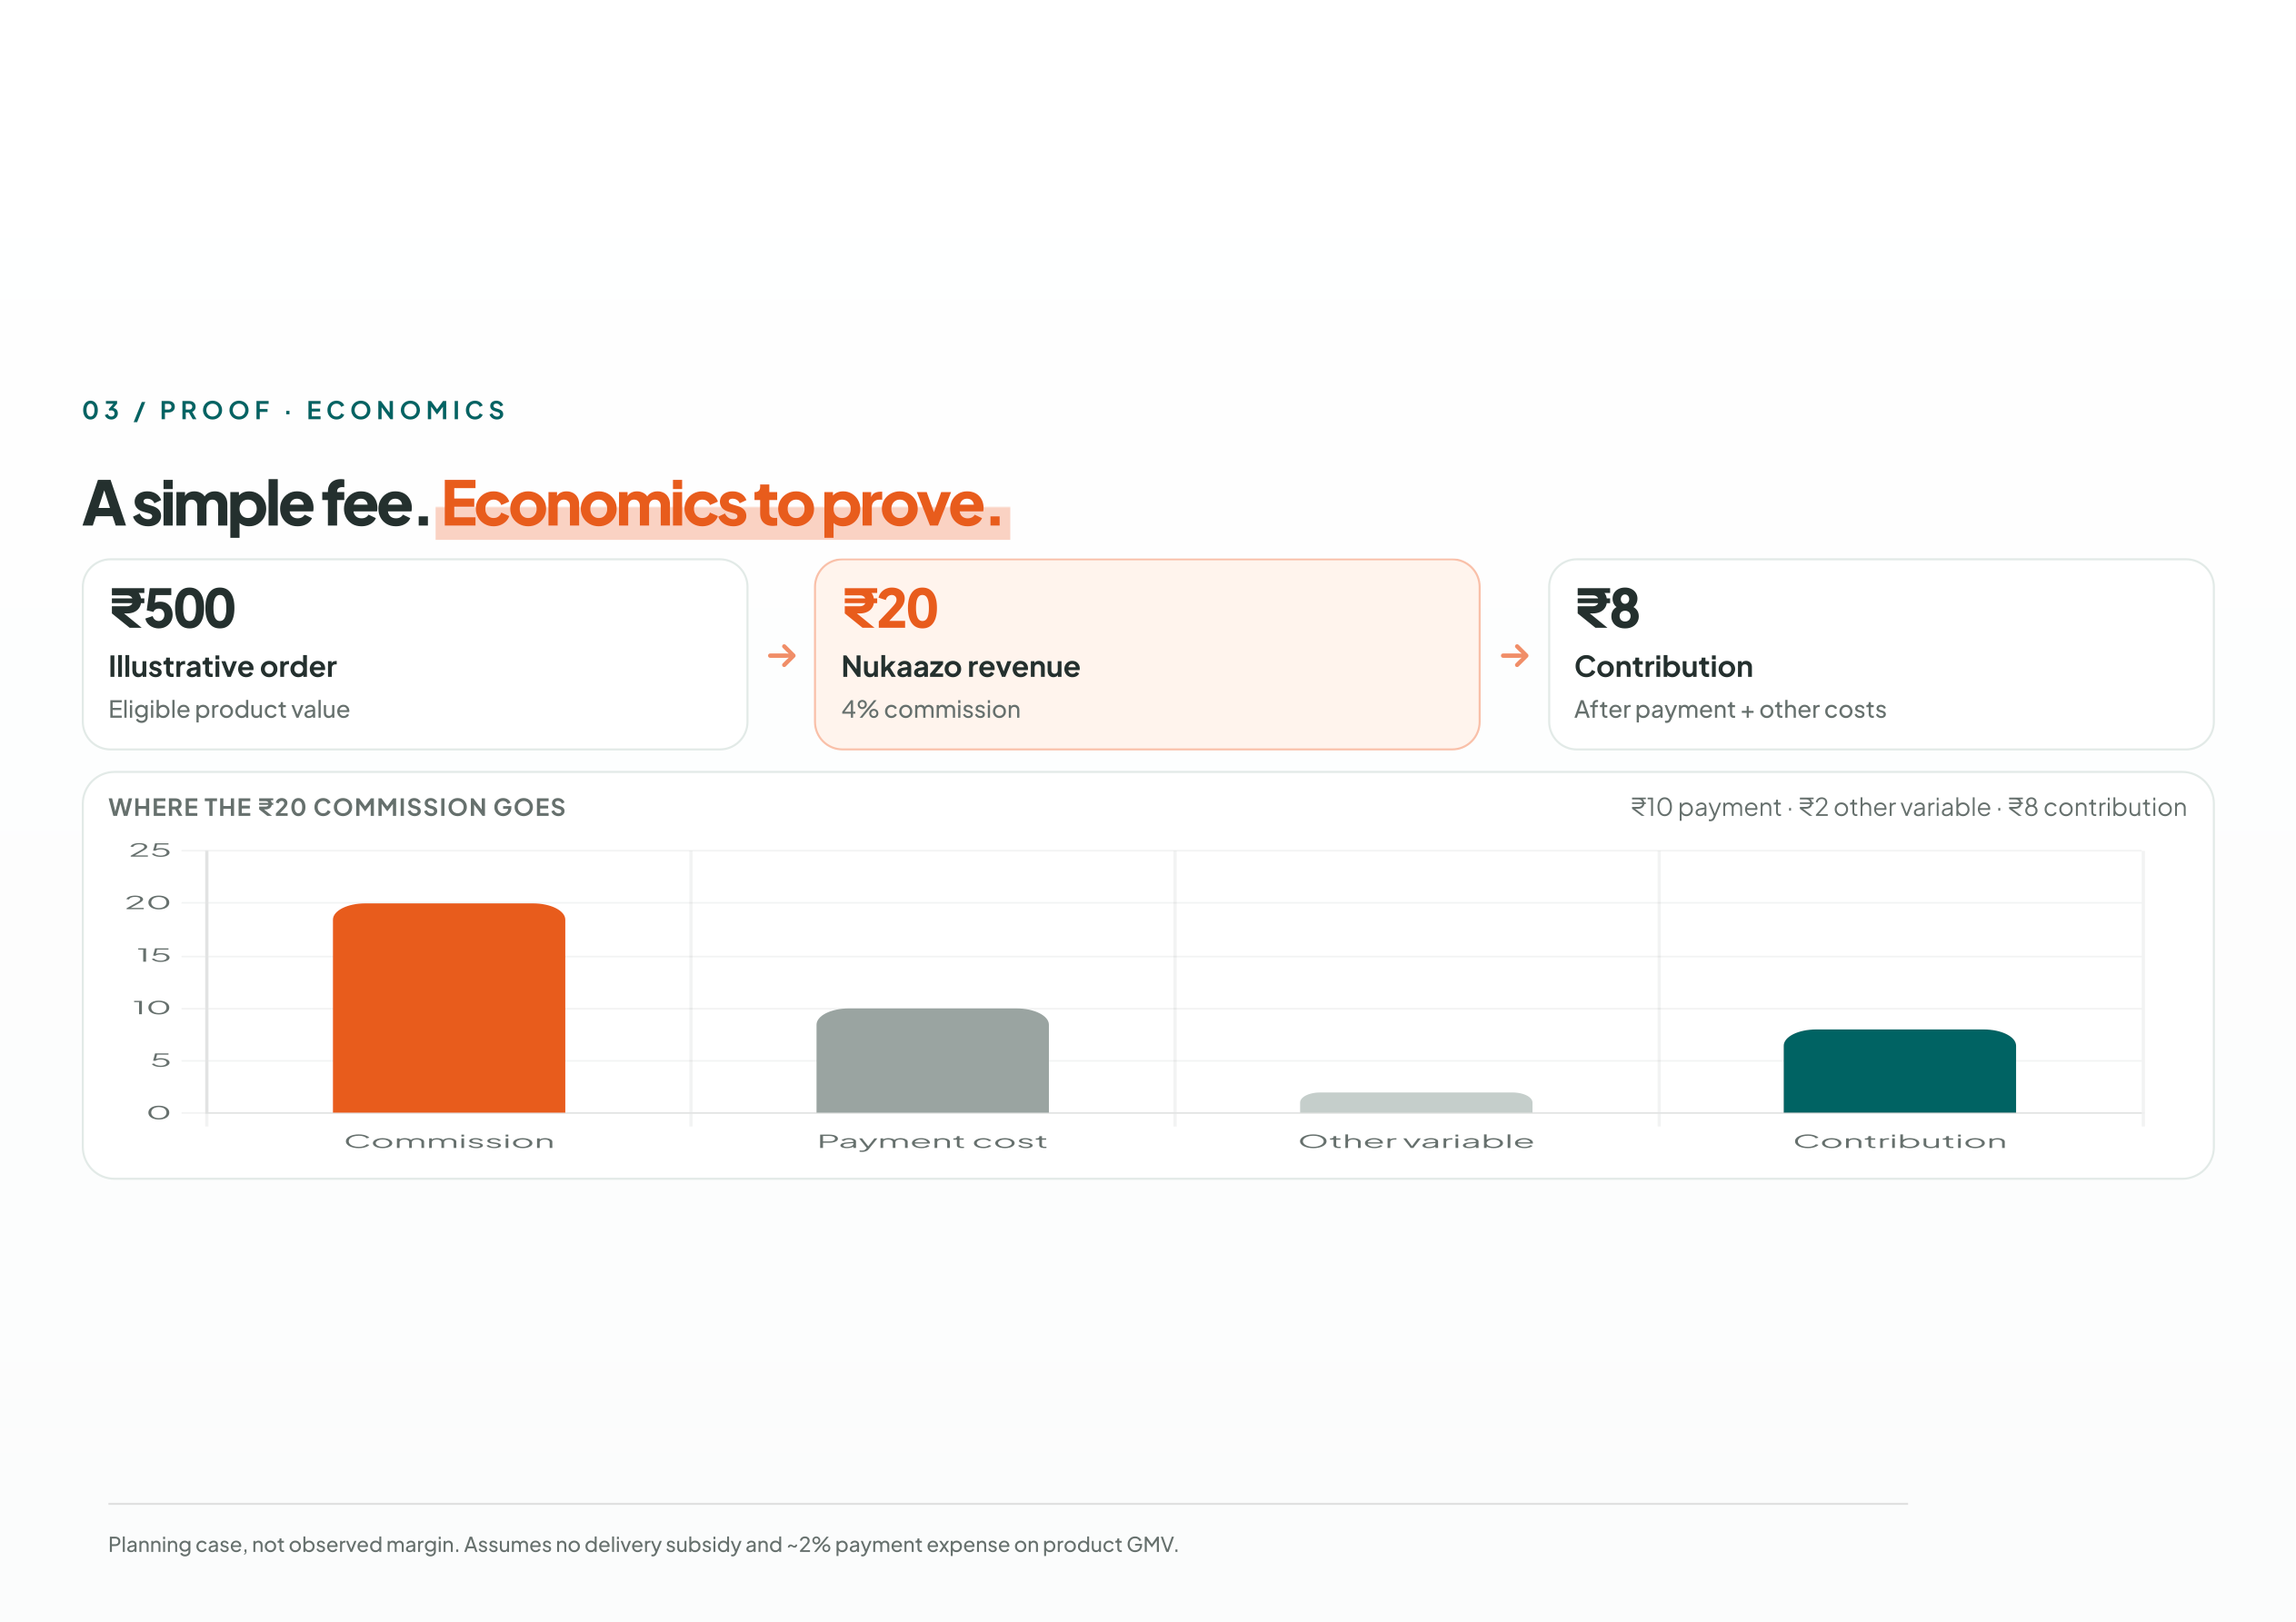 03 / PROOF · ECONOMICS
A simple fee. Economics to prove.
₹500
Illustrative order
Eligible product value
→
₹20
Nukaazo revenue
4% commission
→
₹8
Contribution
After payment + other costs
WHERE THE ₹20 COMMISSION GOES
₹10 payment · ₹2 other variable · ₹8 contribution
25
20
15
10
5
0
Commission
Payment cost
Other variable
Contribution
Planning case, not observed margin. Assumes no delivery subsidy and ~2% payment expense on product GMV.